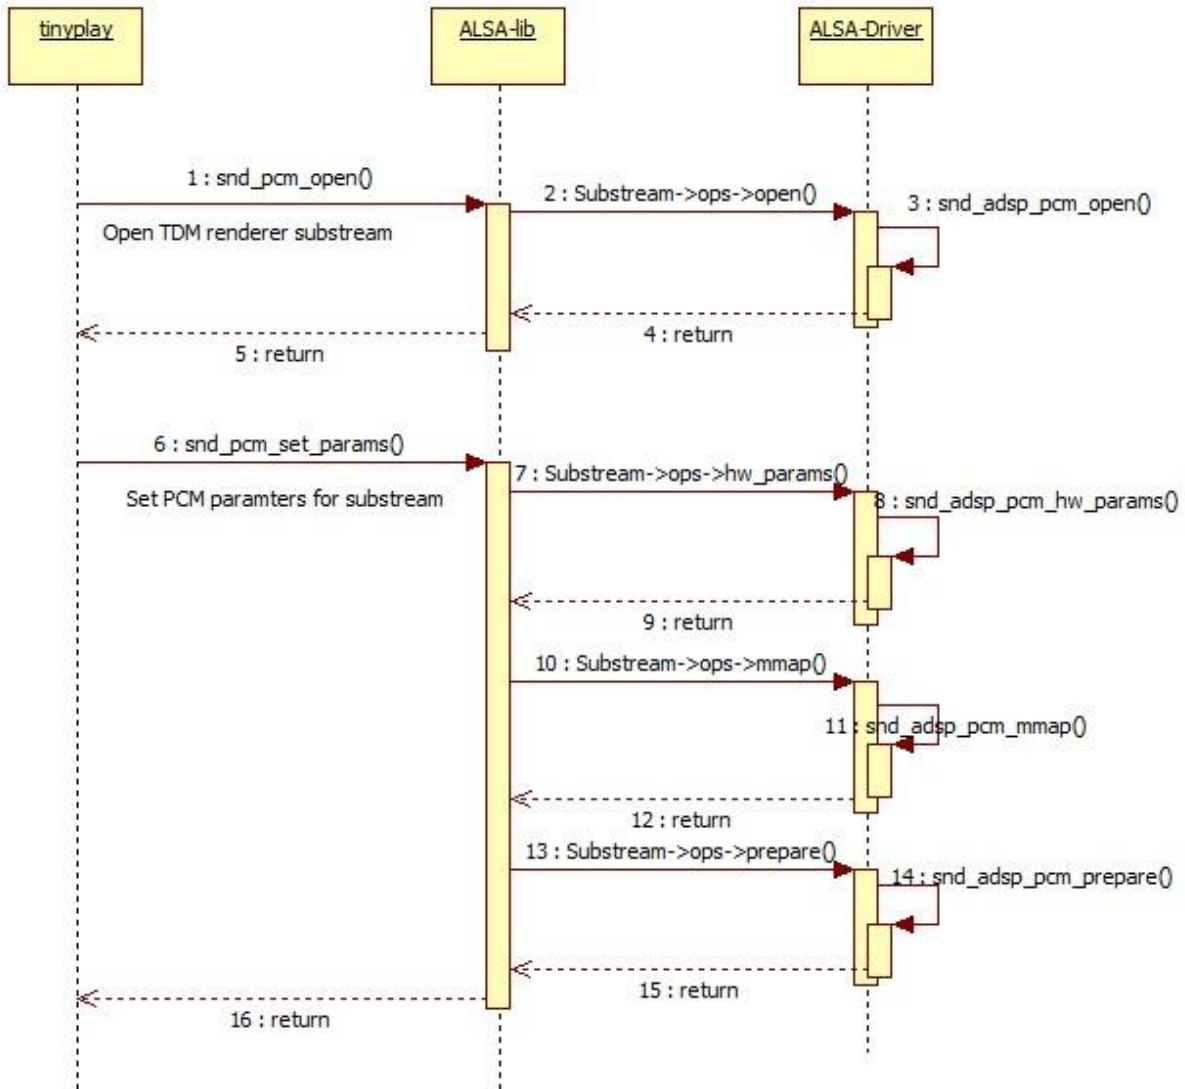 tinyplay
ALSA-lib
ALSA-Driver
1 : snd_pcm_open()
2 : Substream->ops->open()
3 : snd_adsp_pcm_open()
Open TDM renderer substream
4 : return
5 : return
6 : snd_pcm_set_params()
7 : Substream->ops->hw_params()
Set PCM paramters for substream
8 : snd_adsp_pcm_hw_params()
9 : return
10 : Substream->ops->mmap()
11 : snd_adsp_pcm_mmap()
12 : return
13 : Substream->ops->prepare()
14 : snd_adsp_pcm_prepare()
15 : return
16 : return